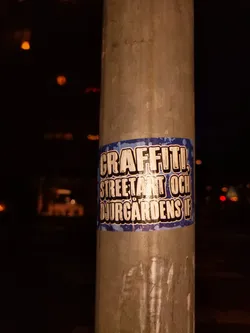 GRAFFITI,
STREETART OCH
DJURGÅRDENS IF